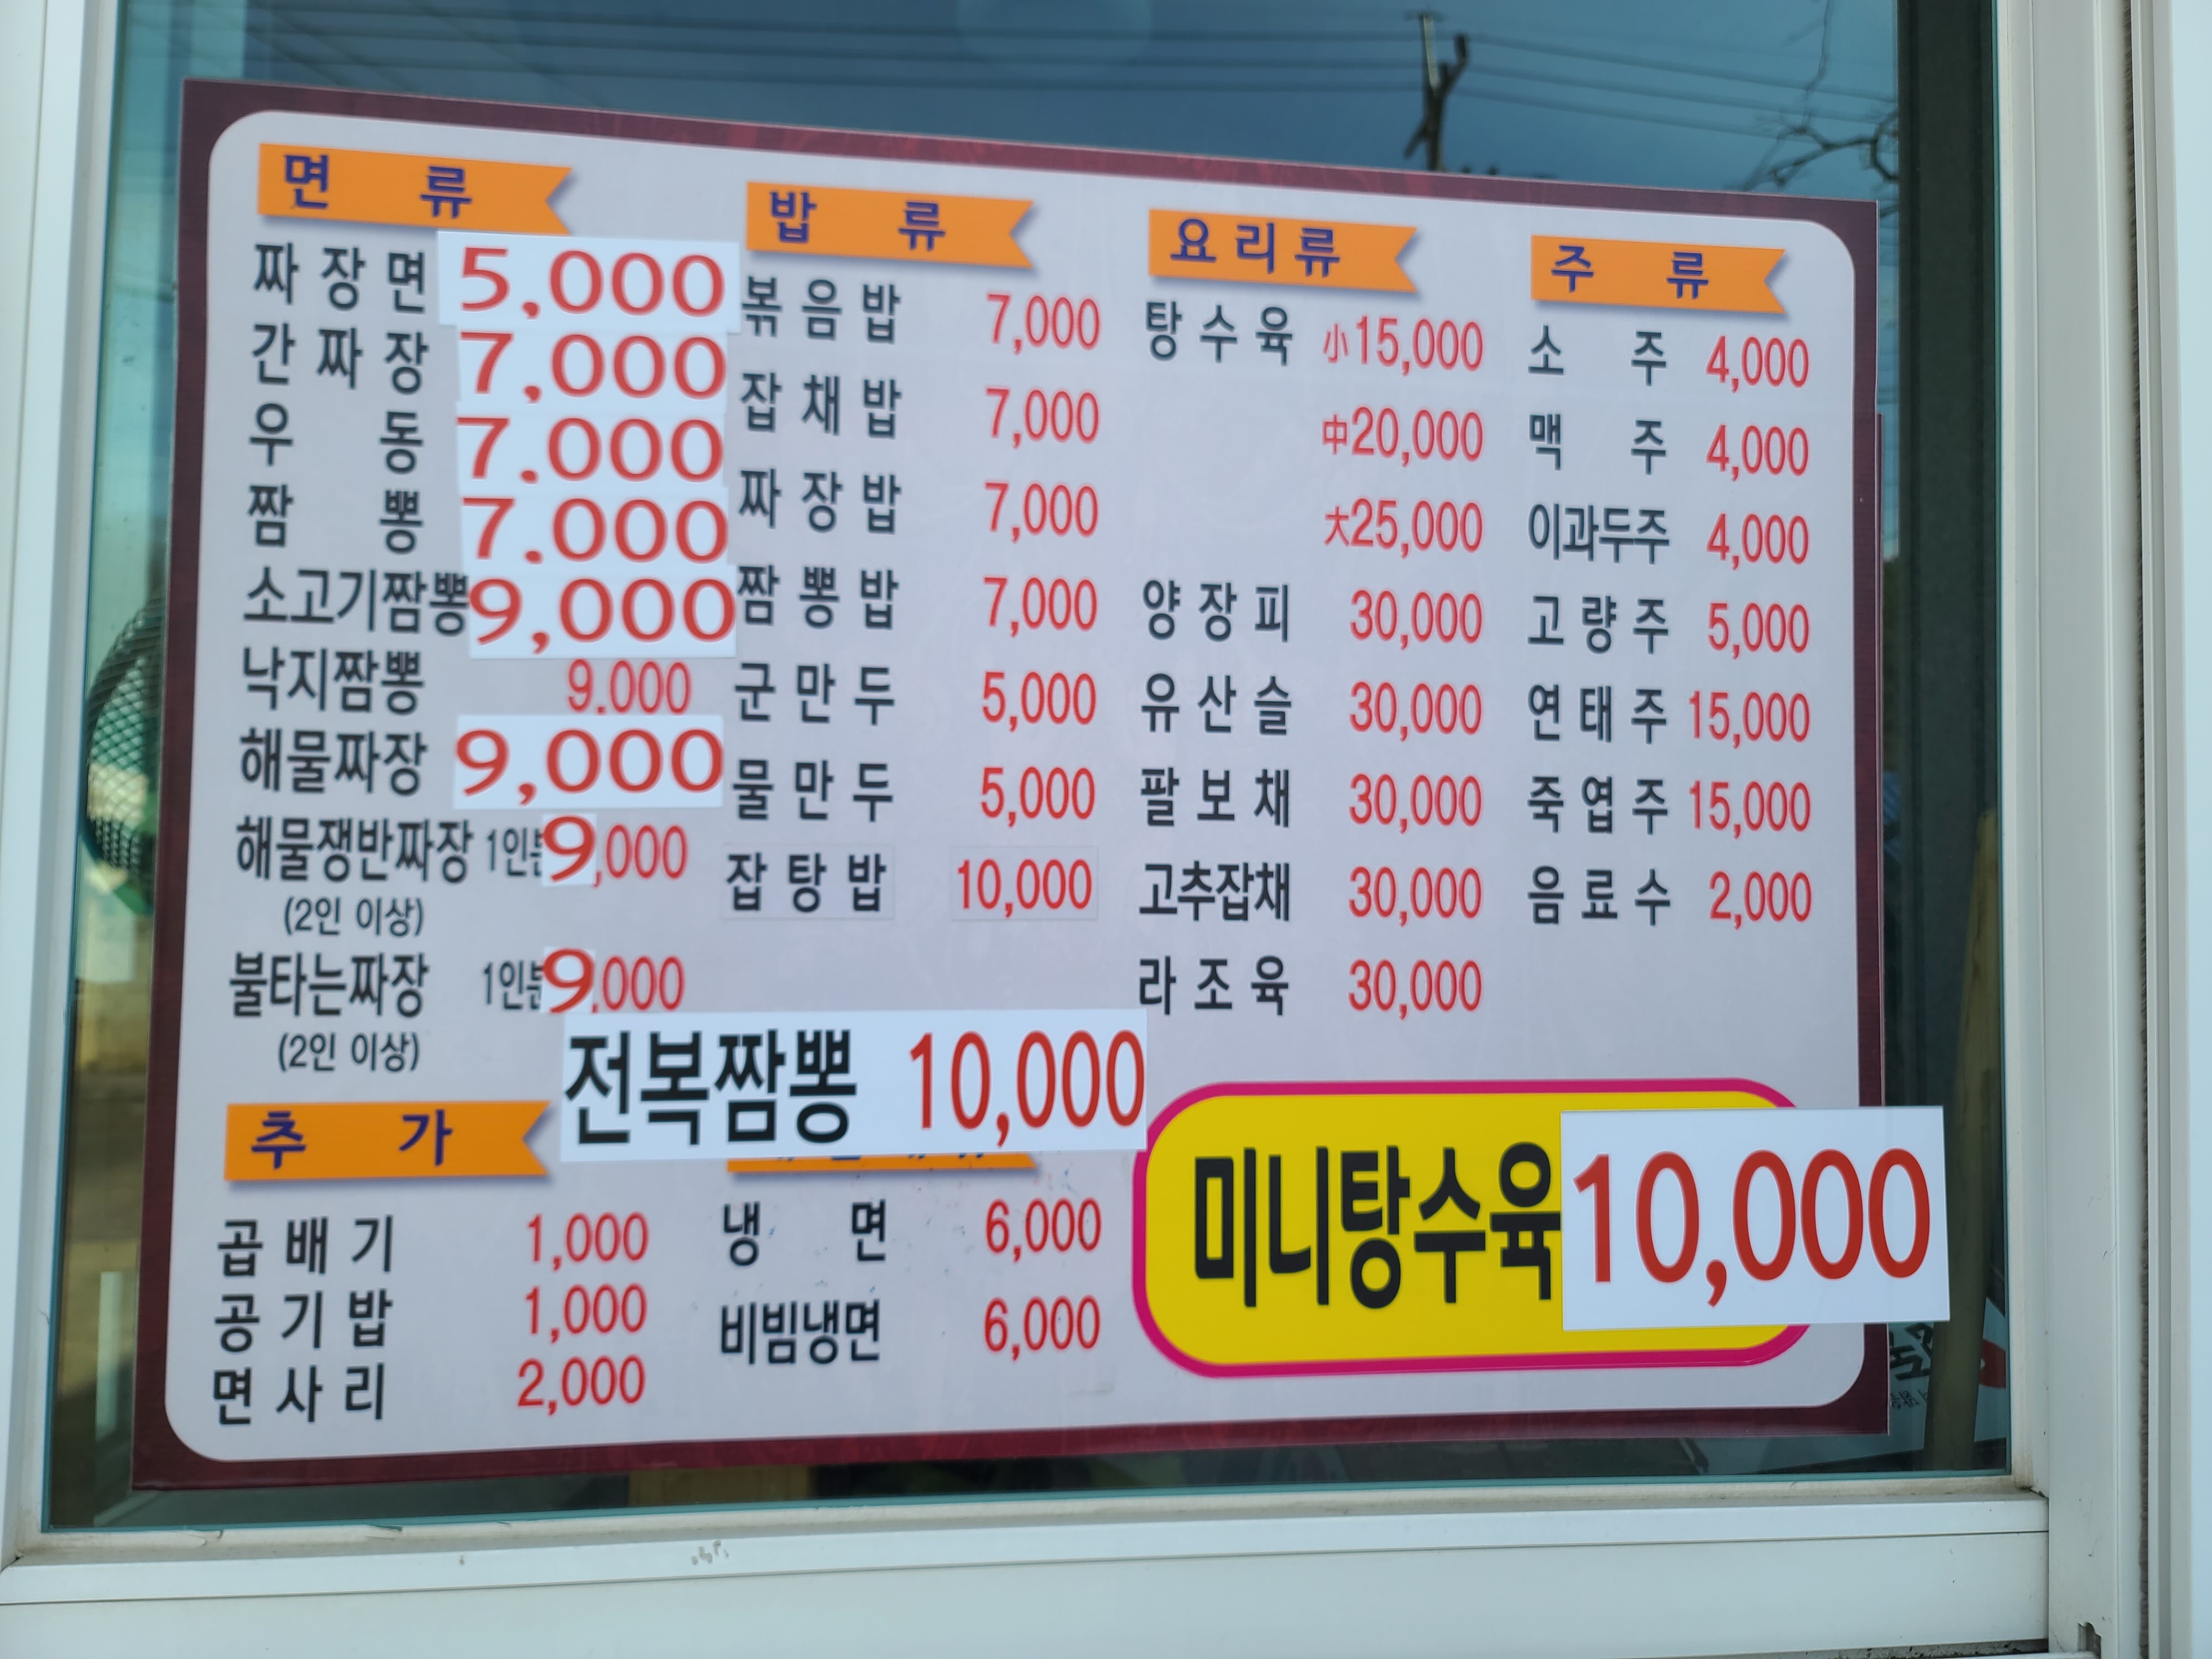 면 류
짜장면 5,000
간짜장 7,000
우동 7.000
짬뽕 7.000
소고기짬뽕 9,000
낙지짬뽕 9.000
해물짜장 9,000
해물쟁반짜장 1인분 9,000
(2인 이상)
불타는짜장 1인분 9,000
(2인 이상)
전복짬뽕 10,000
추 가
곱배기 1,000
공기밥 1,000
면사리 2,000
밥 류
볶음밥 7,000
잡채밥 7,000
짜장밥 7,000
짬뽕밥 7,000
군만두 5,000
물만두 5,000
잡탕밥 10,000
냉면 6,000
비빔냉면 6,000
요리류
탕수육 小15,000
中20,000
大25,000
양장피 30,000
유산슬 30,000
팔보채 30,000
고추잡채 30,000
라조육 30,000
주 류
소주 4,000
맥주 4,000
이과두주 4,000
고량주 5,000
연태주 15,000
죽엽주 15,000
음료수 2,000
미니탕수육 10,000